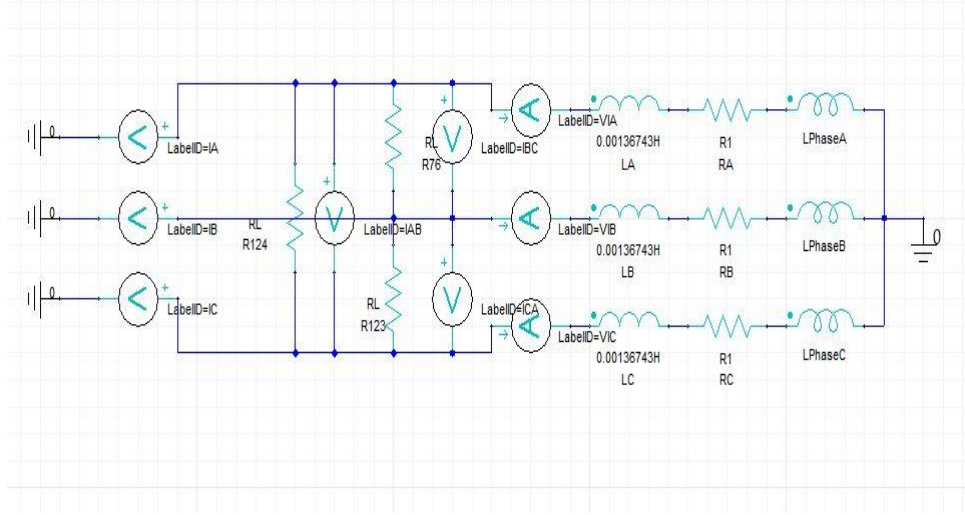 0
LabelID=IA
0
LabelID=IB
0
LabelID=IC
RL
R124
LabelID=IAB
RL
R76
LabelID=IBC
RL
R123
LabelID=ICA
LabelID=VIA
0.00136743H
LA
R1
RA
LPhaseA
LabelID=VIB
0.00136743H
LB
R1
RB
LPhaseB
LabelID=VIC
0.00136743H
LC
R1
RC
LPhaseC
0